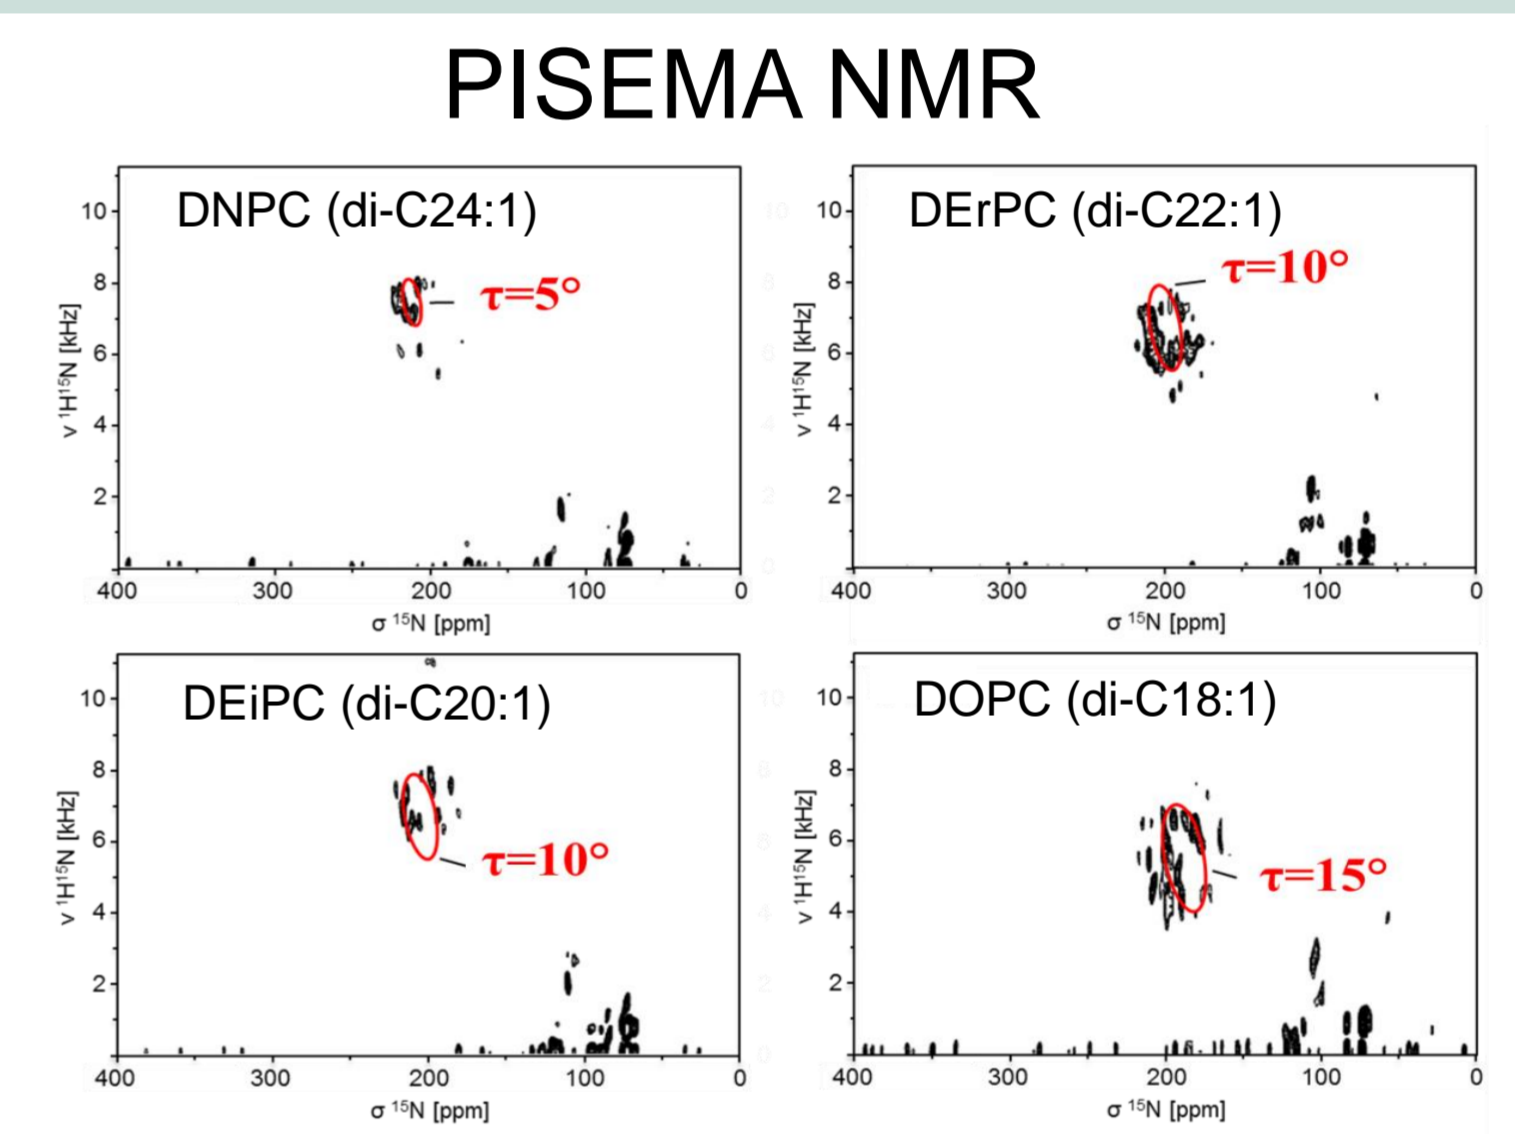 PISEMA NMR
DNPC (di-C24:1)
τ=5°
10
8
6
4
2
ν ¹H¹⁵N [kHz]
400 300 200 100 0
σ ¹⁵N [ppm]
DErPC (di-C22:1)
τ=10°
10
8
6
4
2
ν ¹H¹⁵N [kHz]
400 300 200 100 0
σ ¹⁵N [ppm]
DEiPC (di-C20:1)
τ=10°
10
8
6
4
2
ν ¹H¹⁵N [kHz]
400 300 200 100 0
σ ¹⁵N [ppm]
DOPC (di-C18:1)
τ=15°
10
8
6
4
2
ν ¹H¹⁵N [kHz]
400 300 200 100 0
σ ¹⁵N [ppm]